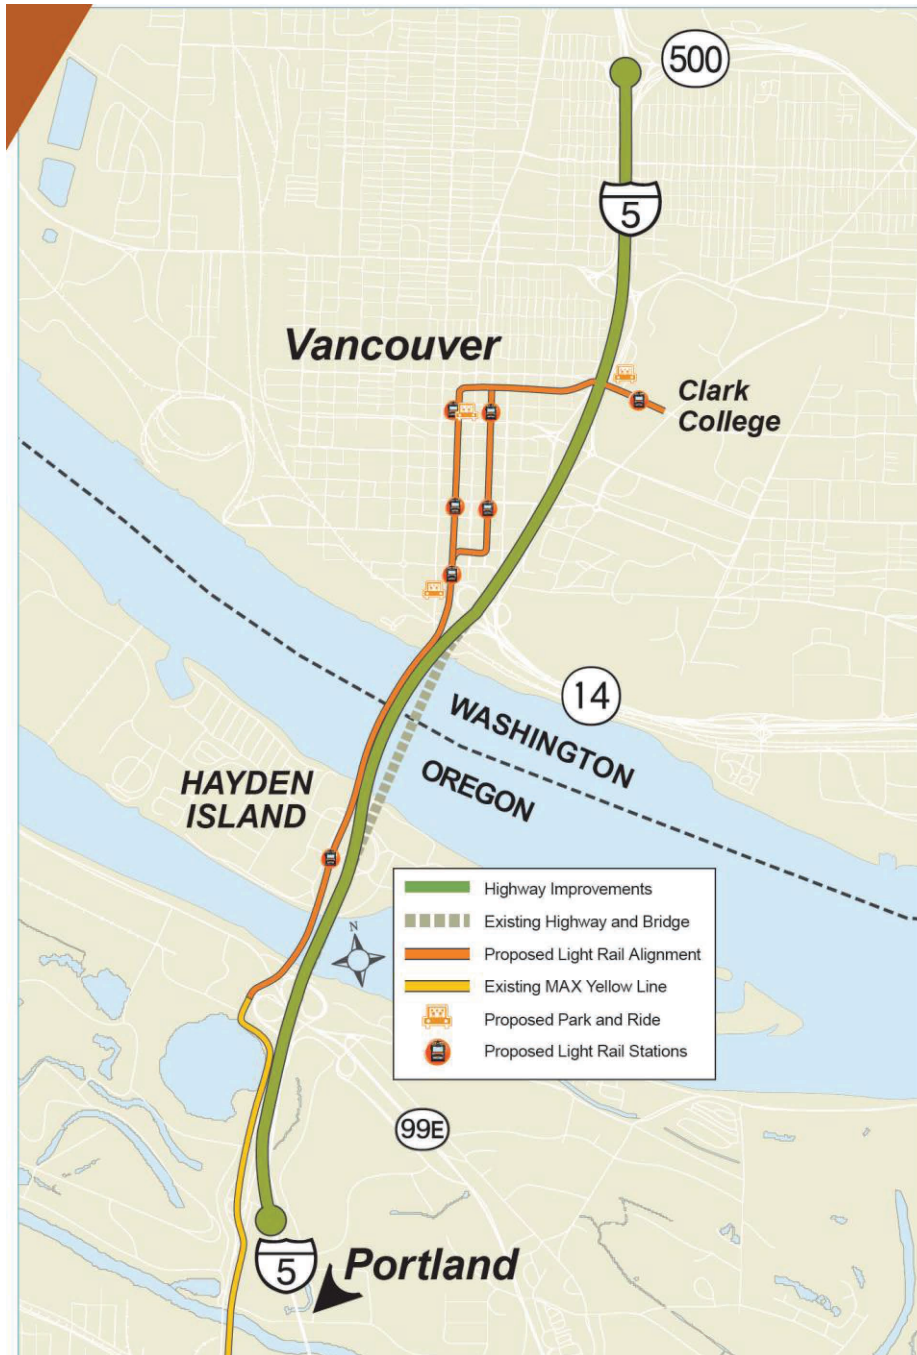 500
5
Vancouver
Clark
College
14
WASHINGTON
OREGON
HAYDEN
ISLAND
Highway Improvements
Existing Highway and Bridge
N
Proposed Light Rail Alignment
Existing MAX Yellow Line
Proposed Park and Ride
Proposed Light Rail Stations
99E
5
Portland